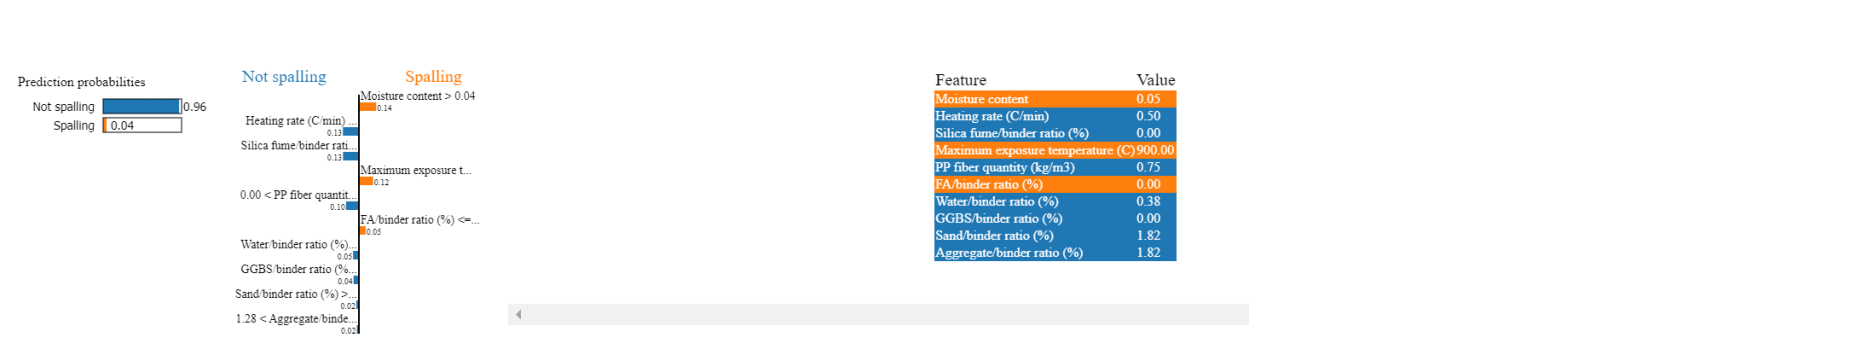 Prediction probabilities
Not spalling 0.96
Spalling 0.04
Not spalling Spalling
Moisture content > 0.04
0.14
Heating rate (C/min) ...
0.13
Silica fume/binder rati...
0.13
Maximum exposure t...
0.12
0.00 < PP fiber quantit...
0.10
FA/binder ratio (%) <=...
0.05
Water/binder ratio (%)...
0.05
GGBS/binder ratio (%...
0.04
Sand/binder ratio (%) >...
0.02
1.28 < Aggregate/binde...
0.02
Feature Value
Moisture content 0.05
Heating rate (C/min) 0.50
Silica fume/binder ratio (%) 0.00
Maximum exposure temperature (C) 900.00
PP fiber quantity (kg/m3) 0.75
FA/binder ratio (%) 0.00
Water/binder ratio (%) 0.38
GGBS/binder ratio (%) 0.00
Sand/binder ratio (%) 1.82
Aggregate/binder ratio (%) 1.82